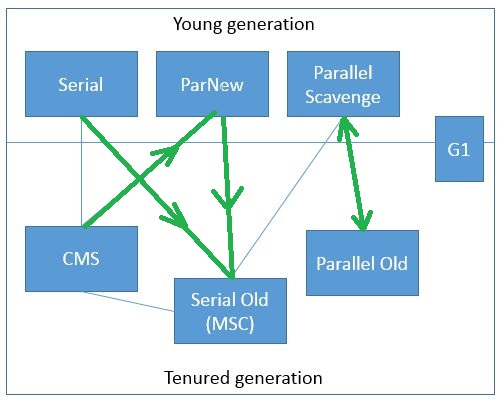 Young generation
Serial
ParNew
Parallel
Scavenge
G1
CMS
Parallel Old
Serial Old
(MSC)
Tenured generation